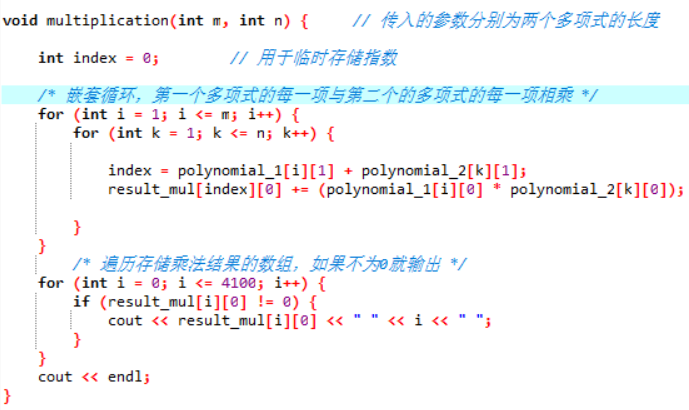 void multiplication(int m, int n) {     // 传入的参数分别为两个多项式的长度
    int index = 0;        // 用于临时存储指数
    /* 嵌套循环，第一个多项式的每一项与第二个的多项式的每一项相乘 */
    for (int i = 1; i <= m; i++) {
        for (int k = 1; k <= n; k++) {
            index = polynomial_1[i][1] + polynomial_2[k][1];
            result_mul[index][0] += (polynomial_1[i][0] * polynomial_2[k][0]);
        }
    }
        /* 遍历存储乘法结果的数组，如果不为0就输出 */
    for (int i = 0; i <= 4100; i++) {
        if (result_mul[i][0] != 0) {
            cout << result_mul[i][0] << " " << i << " ";
        }
    }
    cout << endl;
}